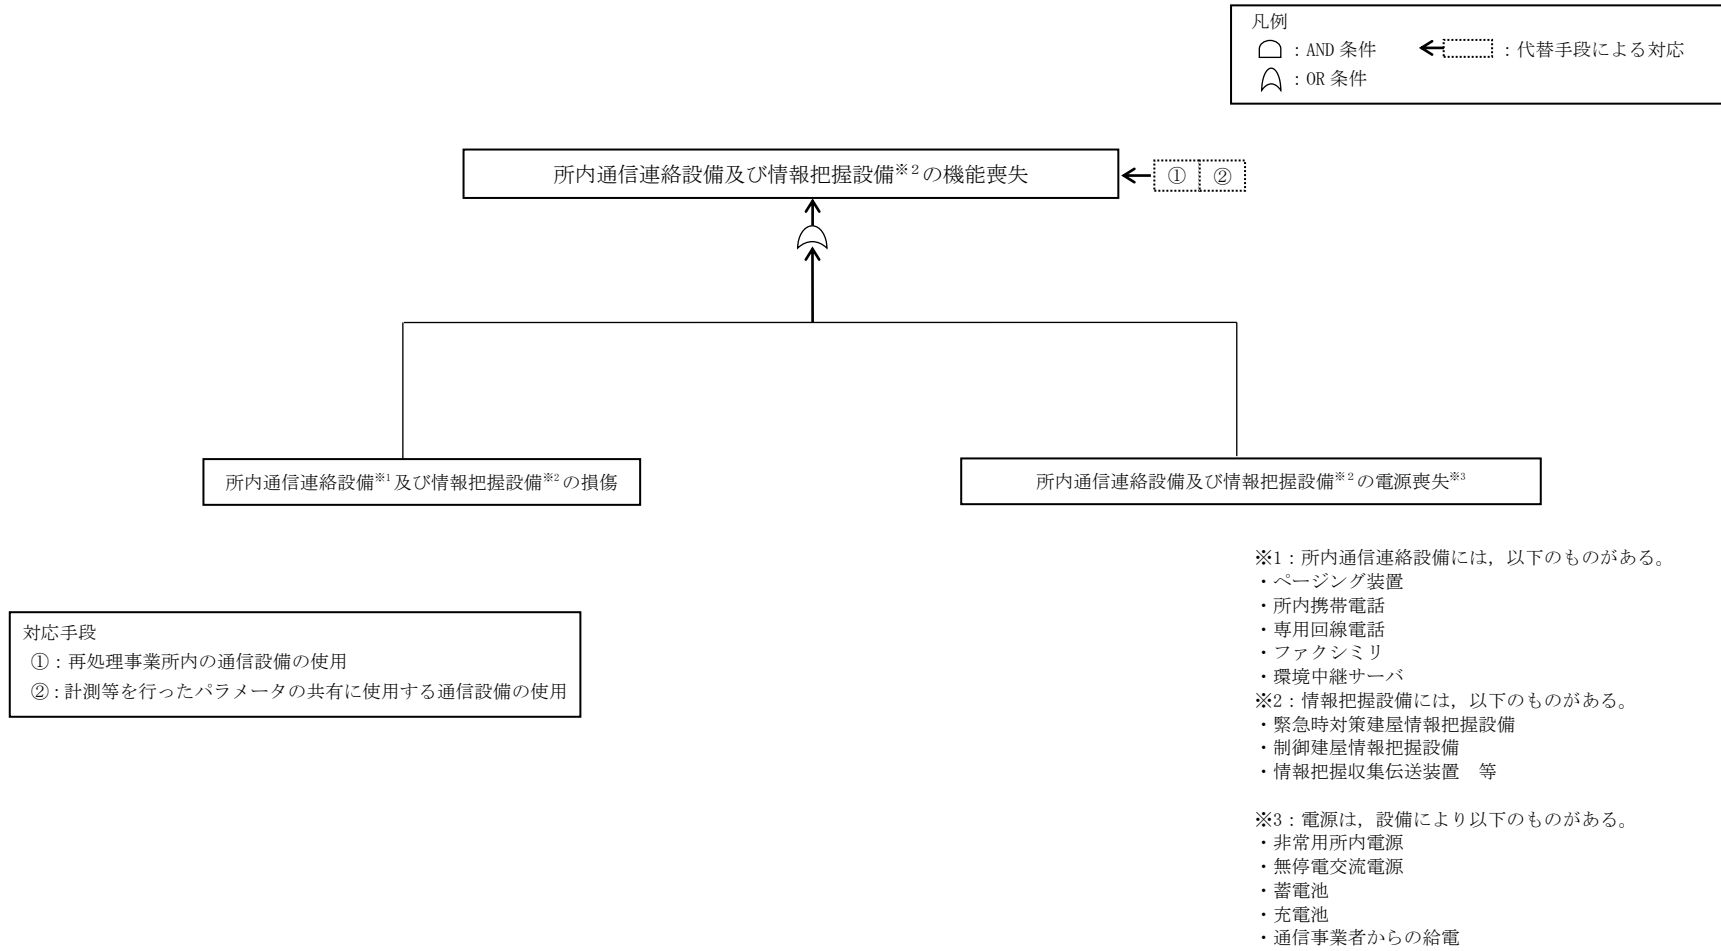 凡例
：AND 条件
：代替手段による対応
：OR 条件
所内通信連絡設備及び情報把握設備※2の機能喪失
① ②
所内通信連絡設備※1及び情報把握設備※2の損傷
所内通信連絡設備及び情報把握設備※2の電源喪失※3
対応手段
①：再処理事業所内の通信設備の使用
②：計測等を行ったパラメータの共有に使用する通信設備の使用
※1：所内通信連絡設備には，以下のものがある。
・ページング装置
・所内携帯電話
・専用回線電話
・ファクシミリ
・環境中継サーバ
※2：情報把握設備には，以下のものがある。
・緊急時対策建屋情報把握設備
・制御建屋情報把握設備
・情報把握収集伝送装置　等
※3：電源は，設備により以下のものがある。
・非常用所内電源
・無停電交流電源
・蓄電池
・充電池
・通信事業者からの給電